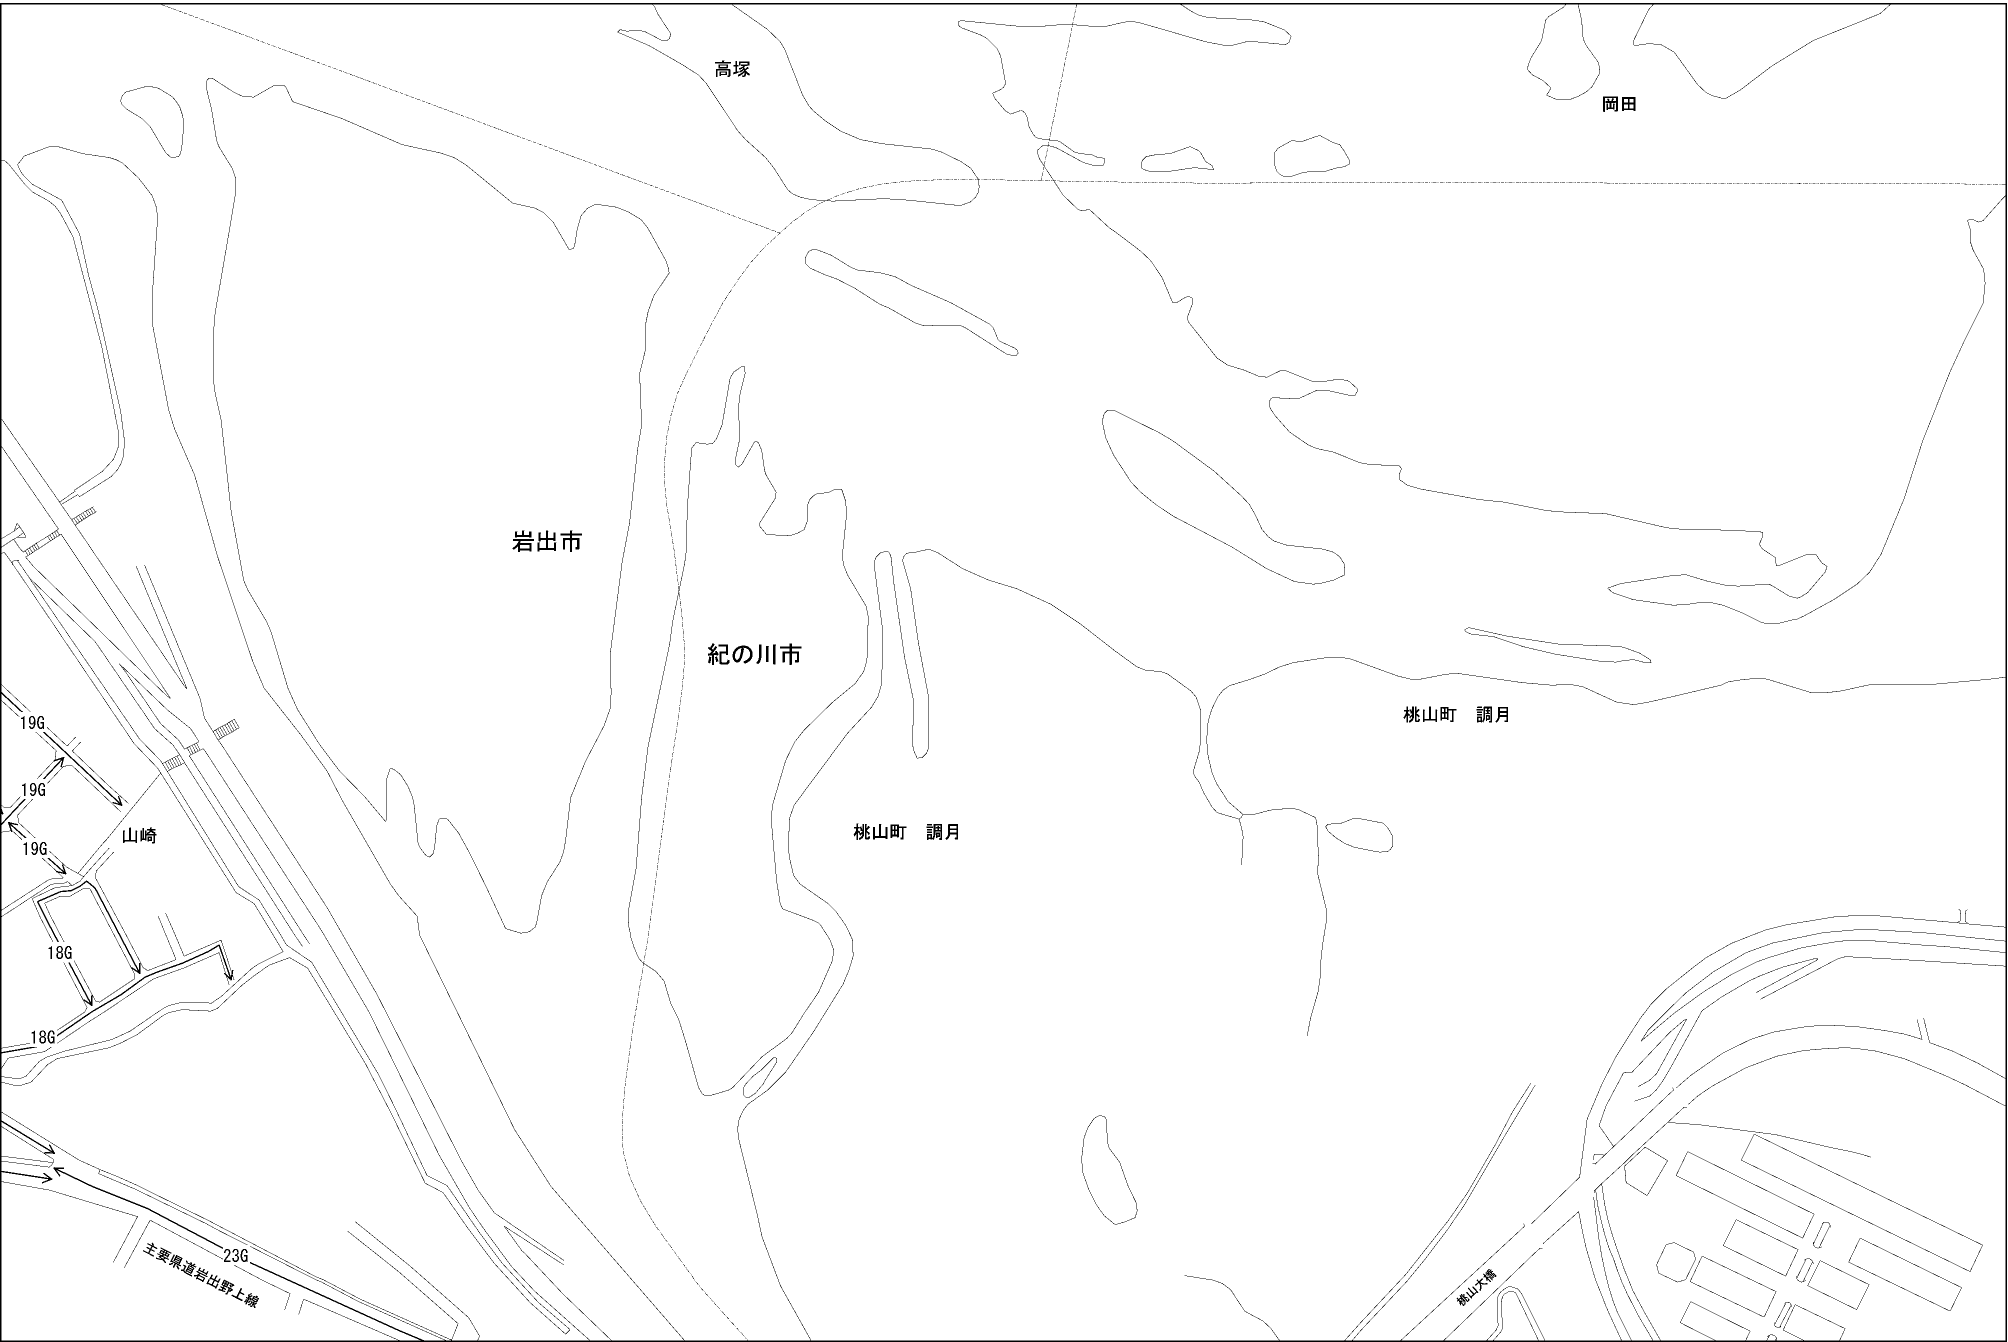 高塚
岡田
岩出市
紀の川市
桃山町　調月
19G
19G
桃山町　調月
山崎
19G
18G
18G
23G
主要県道岩出野上線
桃山大橋